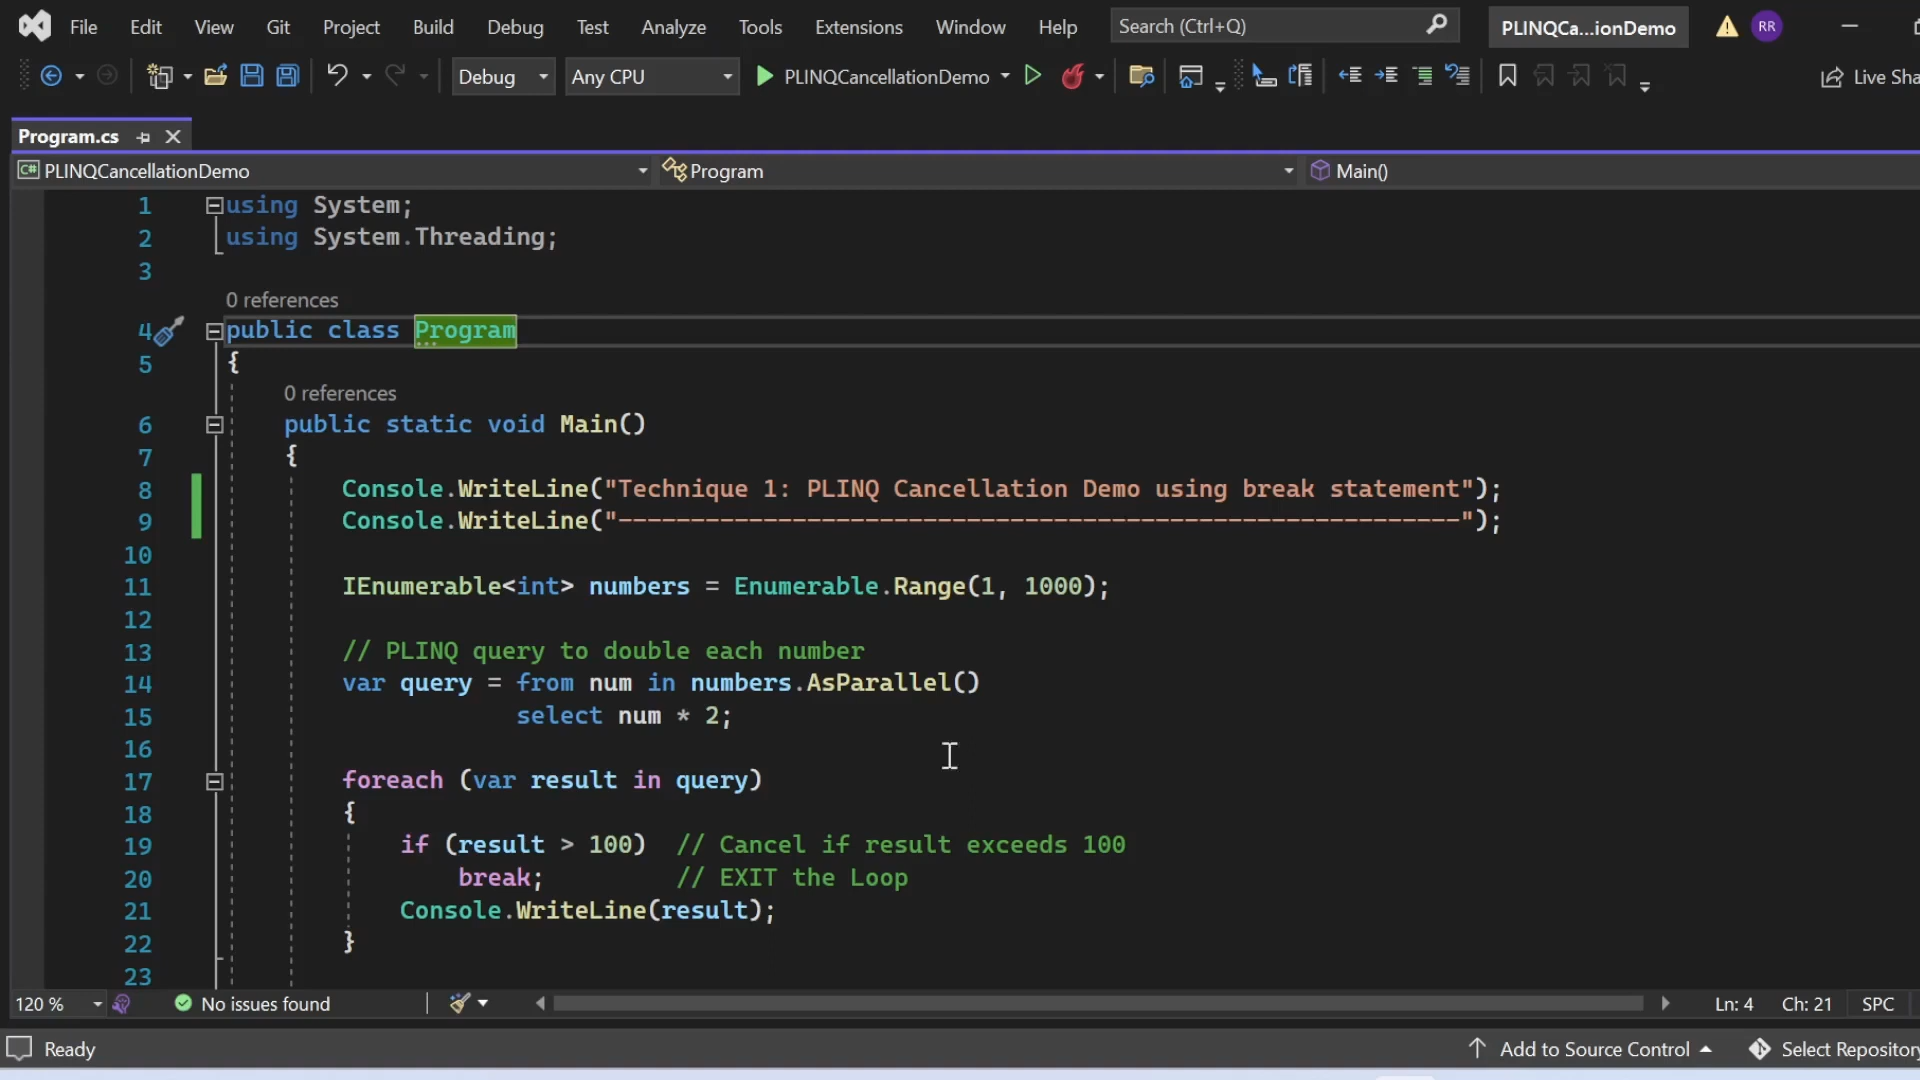 File Edit View Git Project Build Debug Test Analyze Tools Extensions Window Help Search (Ctrl+Q) PLINQCa...ionDemo RR
Debug Any CPU PLINQCancellationDemo Live Sha
Program.cs
C# PLINQCancellationDemo Program Main()
1 using System;
2 using System.Threading;
3
0 references
4 public class Program
5 {
0 references
6 public static void Main()
7 {
8 Console.WriteLine("Technique 1: PLINQ Cancellation Demo using break statement");
9 Console.WriteLine("----------------------------------------------------------");
10
11 IEnumerable<int> numbers = Enumerable.Range(1, 1000);
12
13 // PLINQ query to double each number
14 var query = from num in numbers.AsParallel()
15 select num * 2;
16
17 foreach (var result in query)
18 {
19 if (result > 100) // Cancel if result exceeds 100
20 break; // EXIT the Loop
21 Console.WriteLine(result);
22 }
23
120 % No issues found Ln: 4 Ch: 21 SPC
Ready Add to Source Control Select Repository